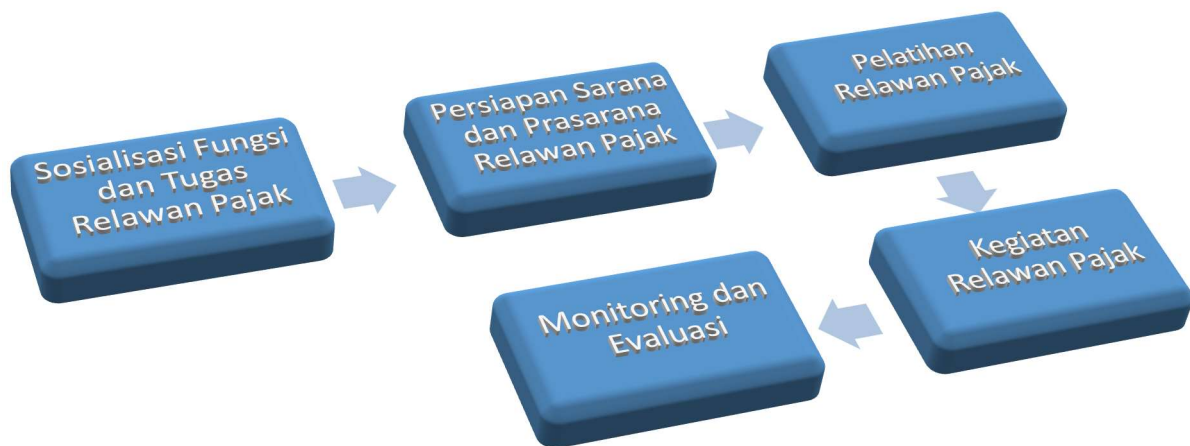 Sosialisasi Fungsi
dan Tugas
Relawan Pajak
Persiapan Sarana
dan Prasarana
Relawan Pajak
Pelatihan
Relawan Pajak
Kegiatan
Relawan Pajak
Monitoring dan
Evaluasi